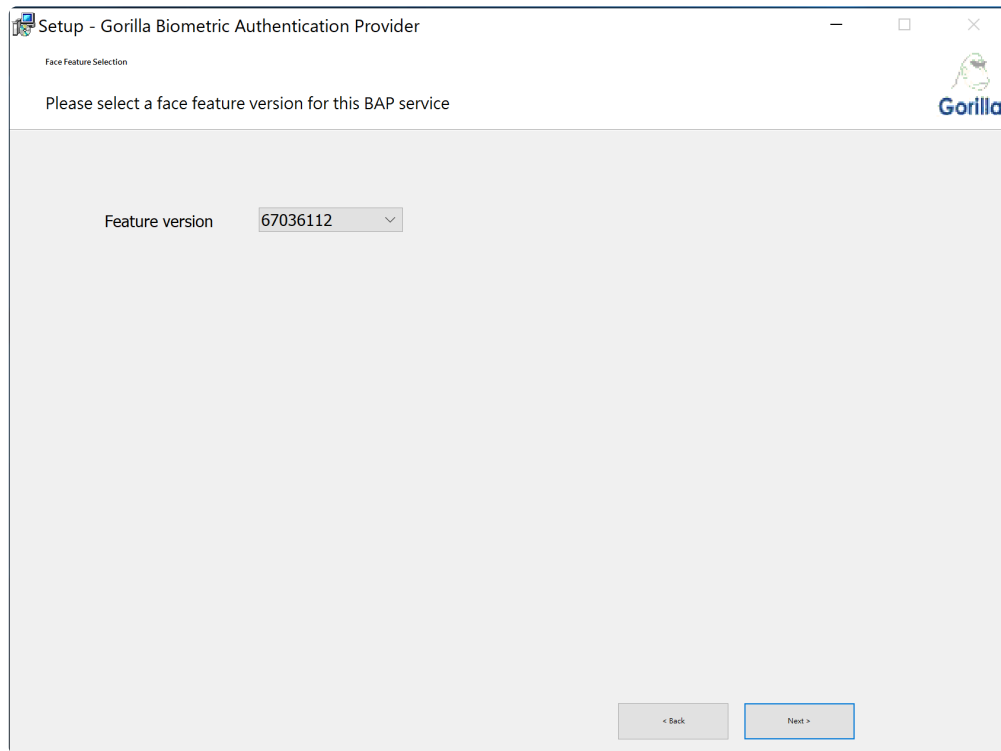 Setup - Gorilla Biometric Authentication Provider
Face Feature Selection
Please select a face feature version for this BAP service
Gorilla
Feature version 67036112
< Back Next >